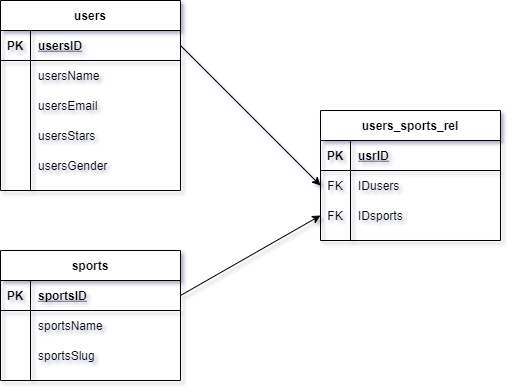 users
PK usersID
usersName
usersEmail
usersStars
usersGender
users_sports_rel
PK usrID
FK IDusers
FK IDsports
sports
PK sportsID
sportsName
sportsSlug